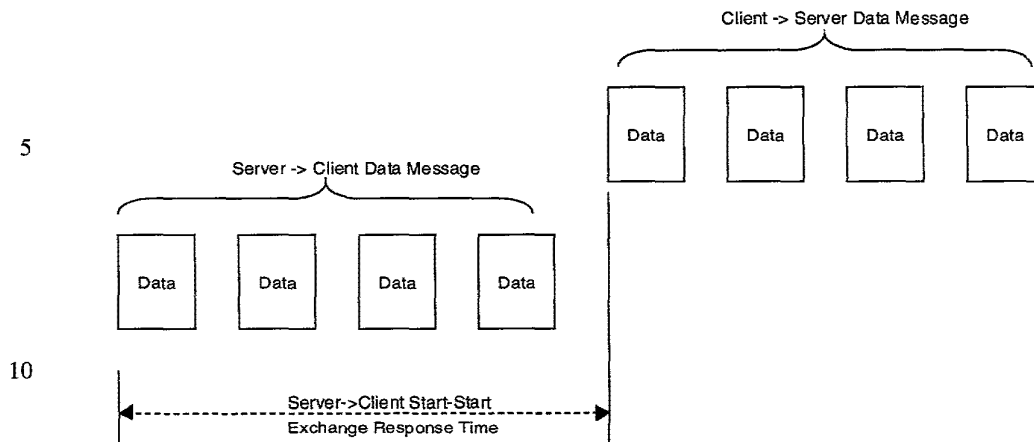 Client -> Server Data Message
Data Data Data Data
5
Server -> Client Data Message
Data Data Data Data
10
Server->Client Start-Start
Exchange Response Time